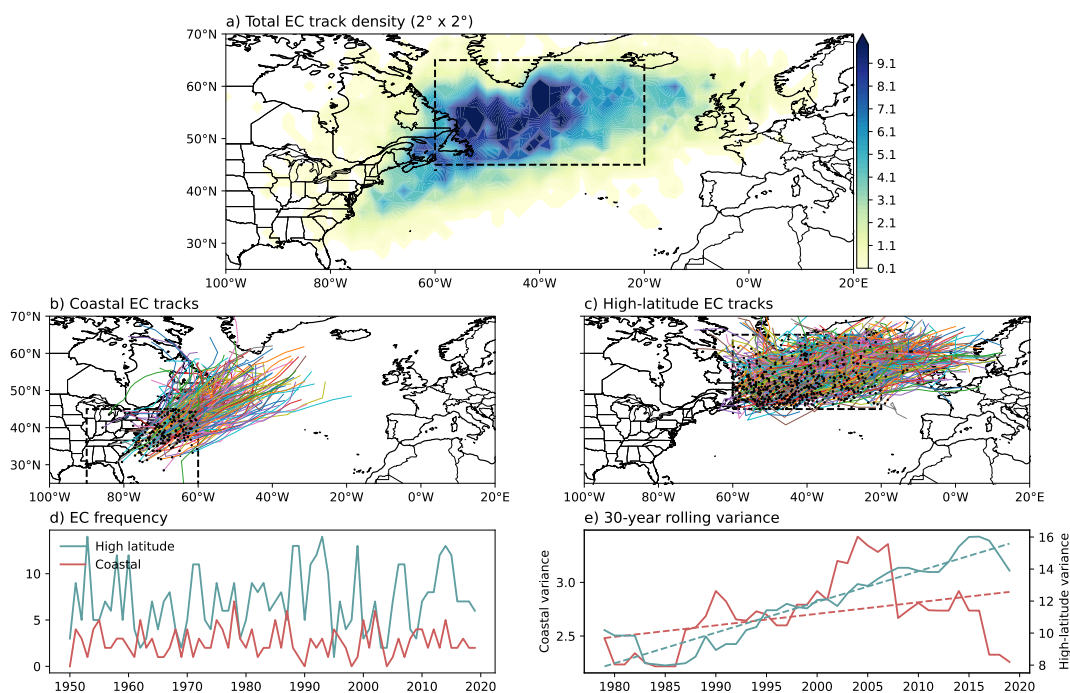 a) Total EC track density (2° x 2°)
70°N
60°N
50°N
40°N
30°N
100°W 80°W 60°W 40°W 20°W 0°W 20°E
9.1
8.1
7.1
6.1
5.1
4.1
3.1
2.1
1.1
0.1
b) Coastal EC tracks
70°N
60°N
50°N
40°N
30°N
100°W 80°W 60°W 40°W 20°W 0°W 20°E
c) High-latitude EC tracks
100°W 80°W 60°W 40°W 20°W 0°W 20°E
d) EC frequency
High latitude
Coastal
10
5
0
1950 1960 1970 1980 1990 2000 2010 2020
e) 30-year rolling variance
Coastal variance
3.0
2.5
1980 1985 1990 1995 2000 2005 2010 2015 2020
16
14
12
10
8
High-latitude variance